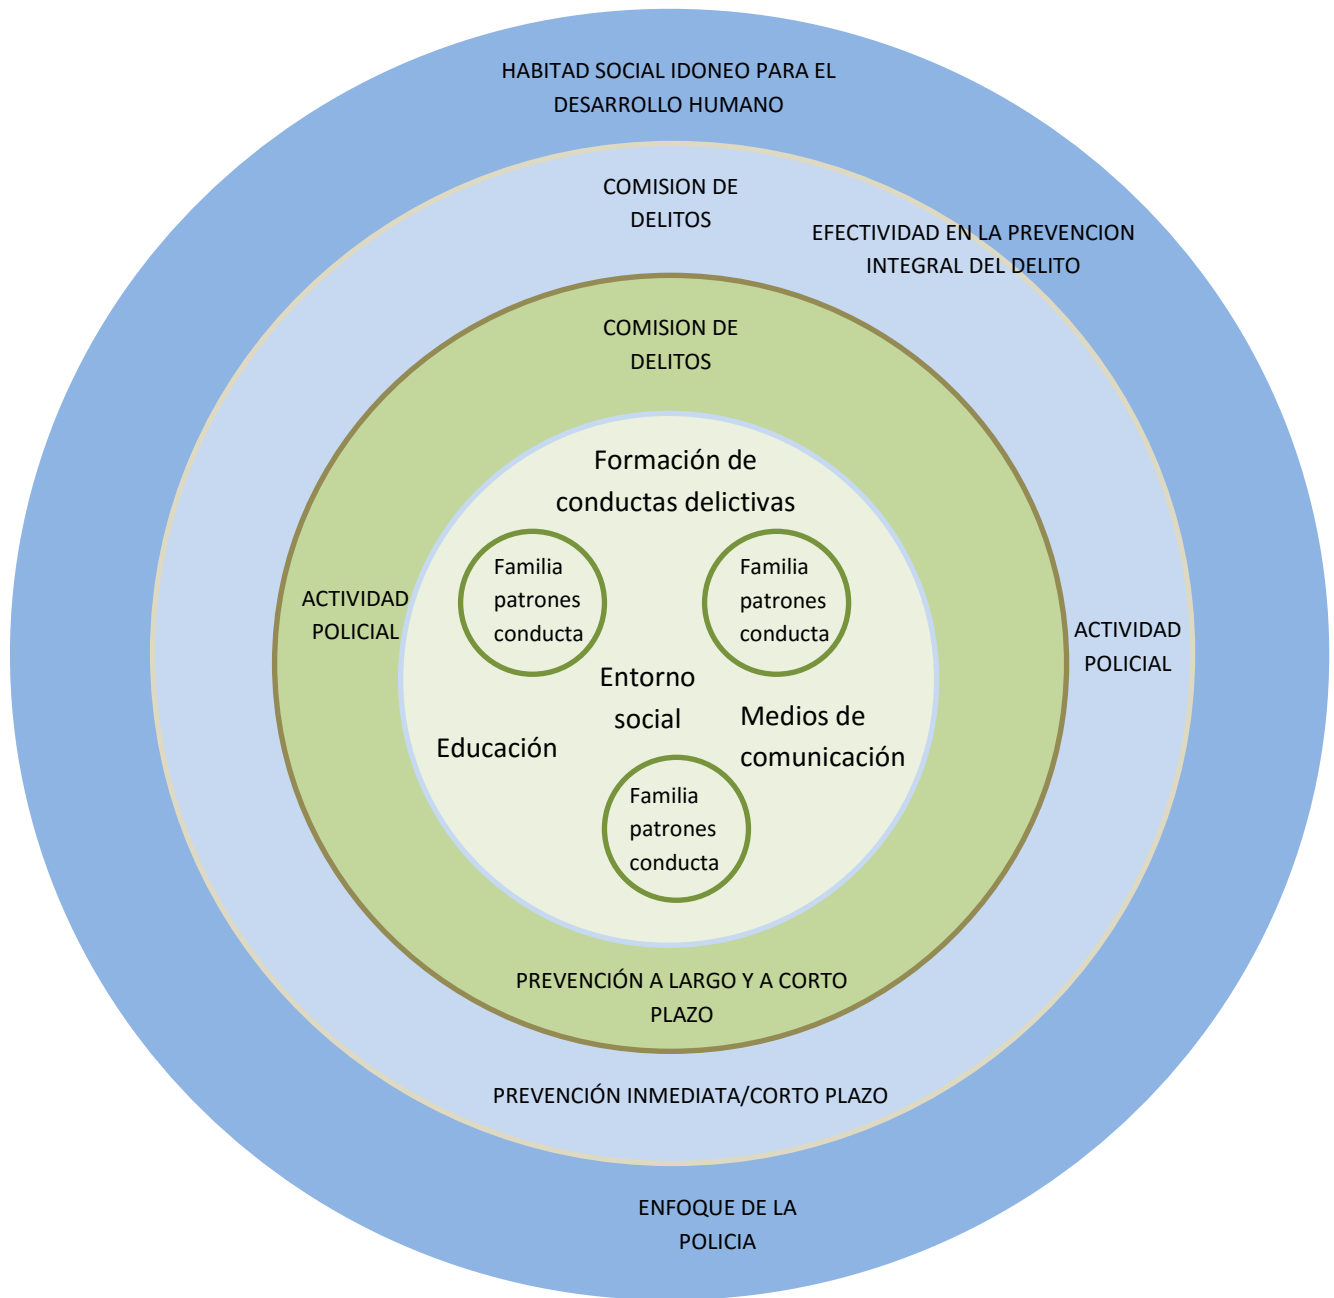 HABITAD SOCIAL IDONEO PARA EL
DESARROLLO HUMANO
COMISION DE
DELITOS
EFECTIVIDAD EN LA PREVENCION
INTEGRAL DEL DELITO
COMISION DE
DELITOS
Formación de
conductas delictivas
Familia
patrones
conducta
Familia
patrones
conducta
ACTIVIDAD
POLICIAL
ACTIVIDAD
POLICIAL
Entorno
social
Medios de
comunicación
Educación
Familia
patrones
conducta
PREVENCIÓN A LARGO Y A CORTO
PLAZO
PREVENCIÓN INMEDIATA/CORTO PLAZO
ENFOQUE DE LA
POLICIA